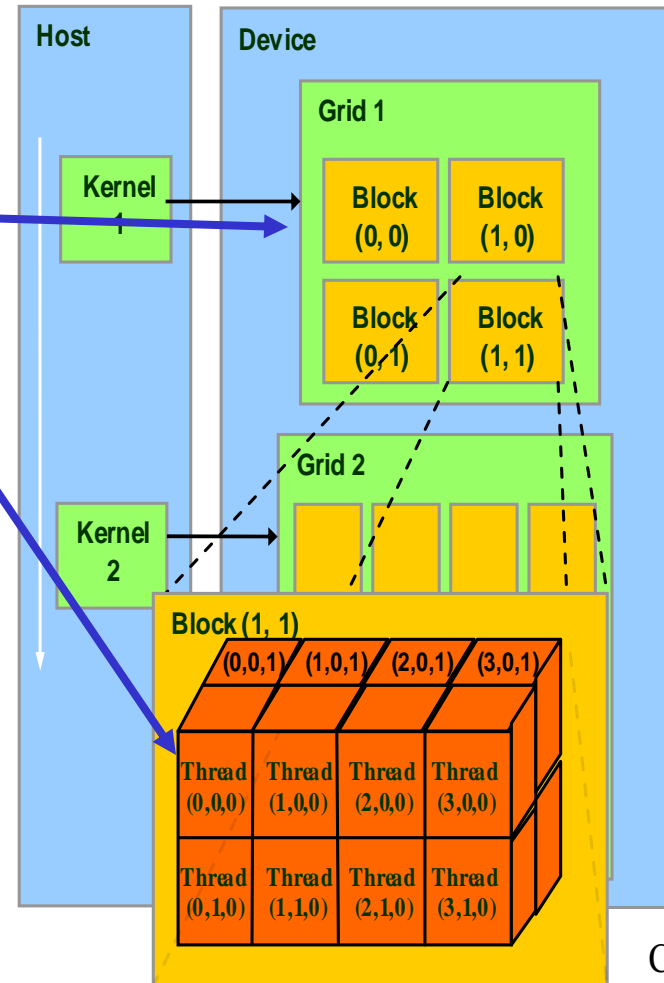 Host
Device
Grid 1
Kernel
1
Block
(0, 0)
Block
(1, 0)
Block
(0, 1)
Block
(1, 1)
Grid 2
Kernel
2
Block (1, 1)
(0,0,1) (1,0,1) (2,0,1) (3,0,1)
Thread
(0,0,0)
Thread
(1,0,0)
Thread
(2,0,0)
Thread
(3,0,0)
Thread
(0,1,0)
Thread
(1,1,0)
Thread
(2,1,0)
Thread
(3,1,0)